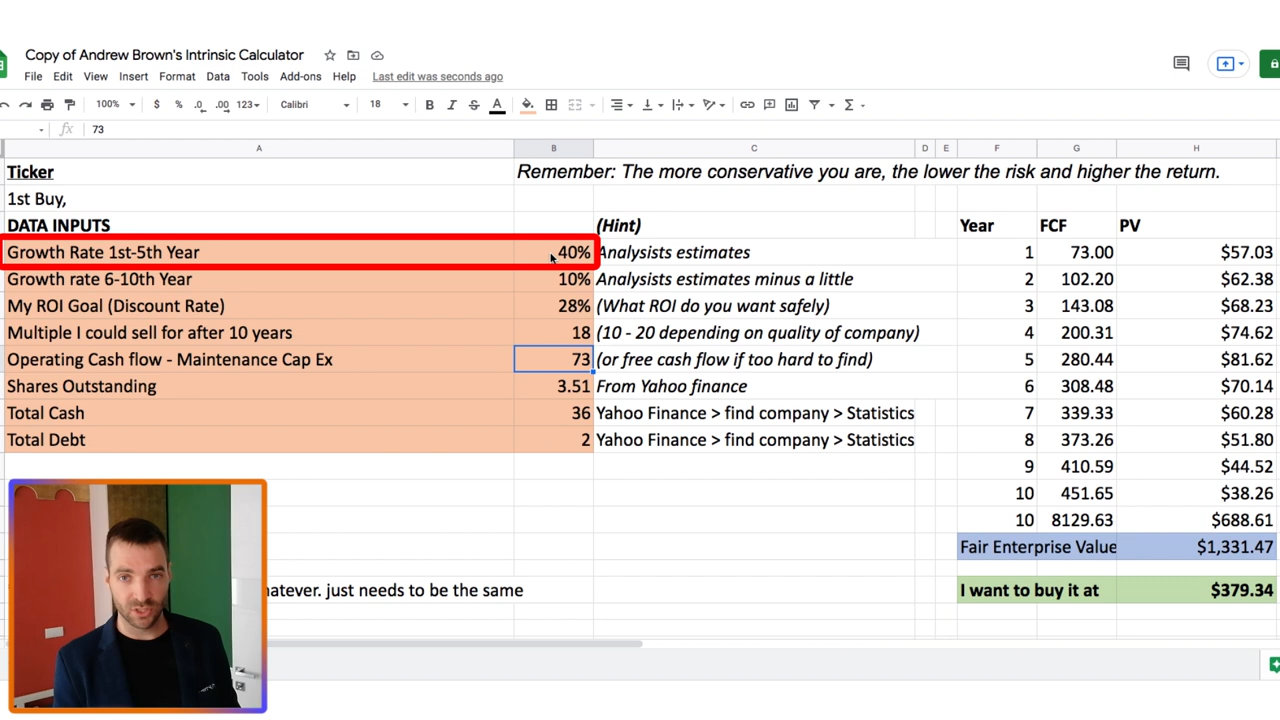 Copy of Andrew Brown's Intrinsic Calculator
File Edit View Insert Format Data Tools Add-ons Help Last edit was seconds ago
100% $ % .0 .00 123 Calibri 18 B I S A
fx 73
A B C D E F G H
Ticker Remember: The more conservative you are, the lower the risk and higher the return.
1st Buy,
DATA INPUTS (Hint) Year FCF PV
Growth Rate 1st-5th Year 40% Analysists estimates 1 73.00 $57.03
Growth rate 6-10th Year 10% Analysists estimates minus a little 2 102.20 $62.38
My ROI Goal (Discount Rate) 28% (What ROI do you want safely) 3 143.08 $68.23
Multiple I could sell for after 10 years 18 (10 - 20 depending on quality of company) 4 200.31 $74.62
Operating Cash flow - Maintenance Cap Ex 73 (or free cash flow if too hard to find) 5 280.44 $81.62
Shares Outstanding 3.51 From Yahoo finance 6 308.48 $70.14
Total Cash 36 Yahoo Finance > find company > Statistics 7 339.33 $60.28
Total Debt 2 Yahoo Finance > find company > Statistics 8 373.26 $51.80
9 410.59 $44.52
10 451.65 $38.26
10 8129.63 $688.61
Fair Enterprise Value $1,331.47
hatever. just needs to be the same I want to buy it at $379.34